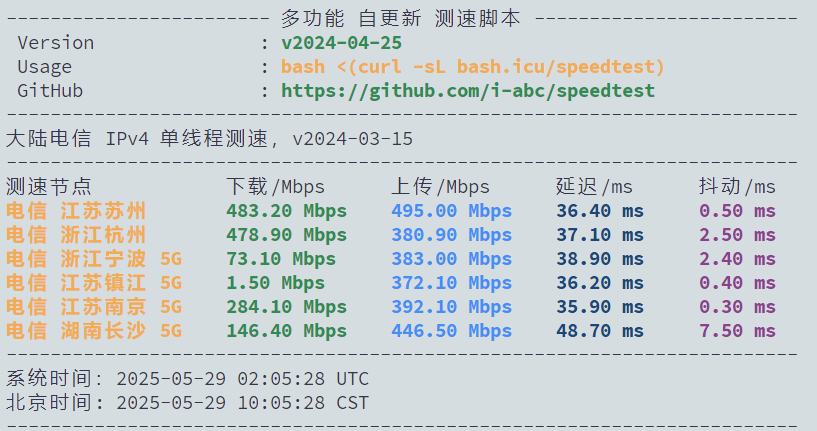 ------------------------ 多功能 自更新 测速脚本 ------------------------
Version : v2024-04-25
Usage : bash <(curl -sL bash.icu/speedtest)
GitHub : https://github.com/i-abc/speedtest
------------------------------------------------------------------------
大陆电信 IPv4 单线程测速, v2024-03-15
------------------------------------------------------------------------
测速节点 下载/Mbps 上传/Mbps 延迟/ms 抖动/ms
电信 江苏苏州 483.20 Mbps 495.00 Mbps 36.40 ms 0.50 ms
电信 浙江杭州 478.90 Mbps 380.90 Mbps 37.10 ms 2.50 ms
电信 浙江宁波 5G 73.10 Mbps 383.00 Mbps 38.90 ms 2.40 ms
电信 江苏镇江 5G 1.50 Mbps 372.10 Mbps 36.20 ms 0.40 ms
电信 江苏南京 5G 284.10 Mbps 392.10 Mbps 35.90 ms 0.30 ms
电信 湖南长沙 5G 146.40 Mbps 446.50 Mbps 48.70 ms 7.50 ms
------------------------------------------------------------------------
系统时间: 2025-05-29 02:05:28 UTC
北京时间: 2025-05-29 10:05:28 CST
------------------------------------------------------------------------